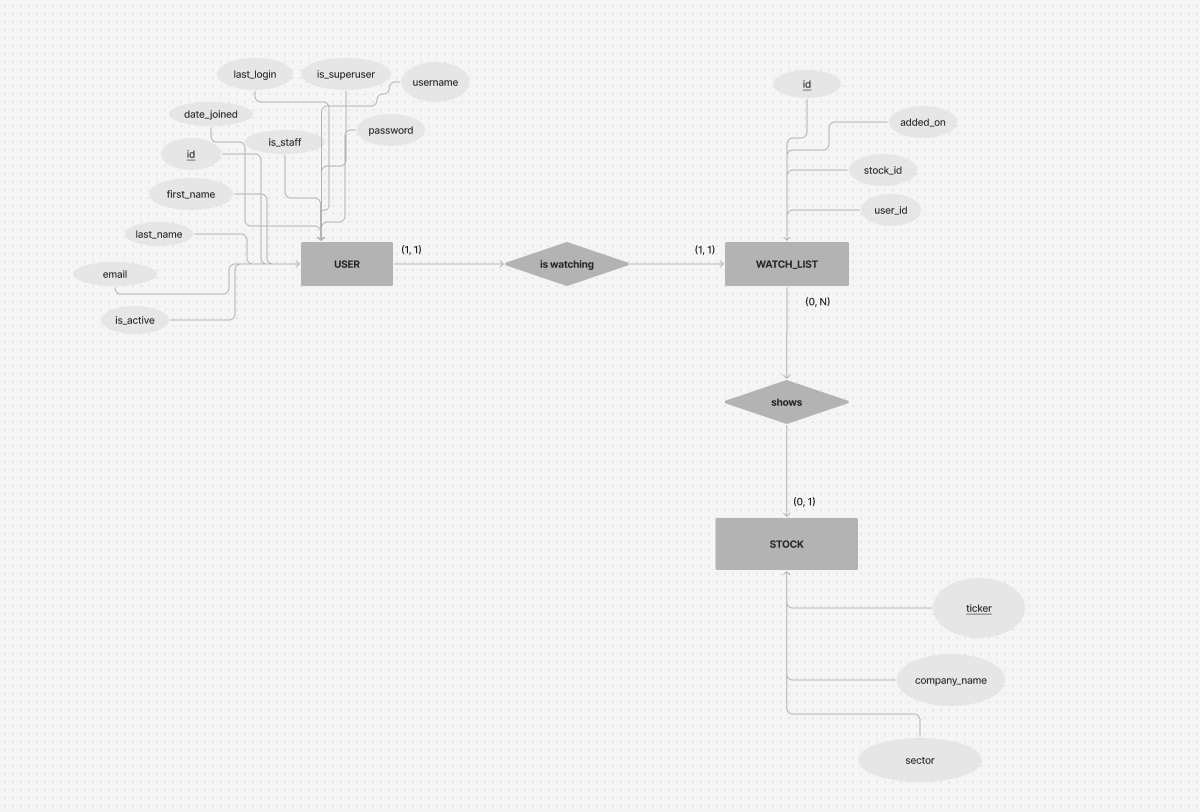 last_login
is_superuser
username
date_joined
is_staff
password
id
first_name
last_name
email
is_active
id
added_on
stock_id
user_id
USER
(1, 1)
is watching
(1, 1)
WATCH_LIST
(0, N)
shows
(0, 1)
STOCK
ticker
company_name
sector